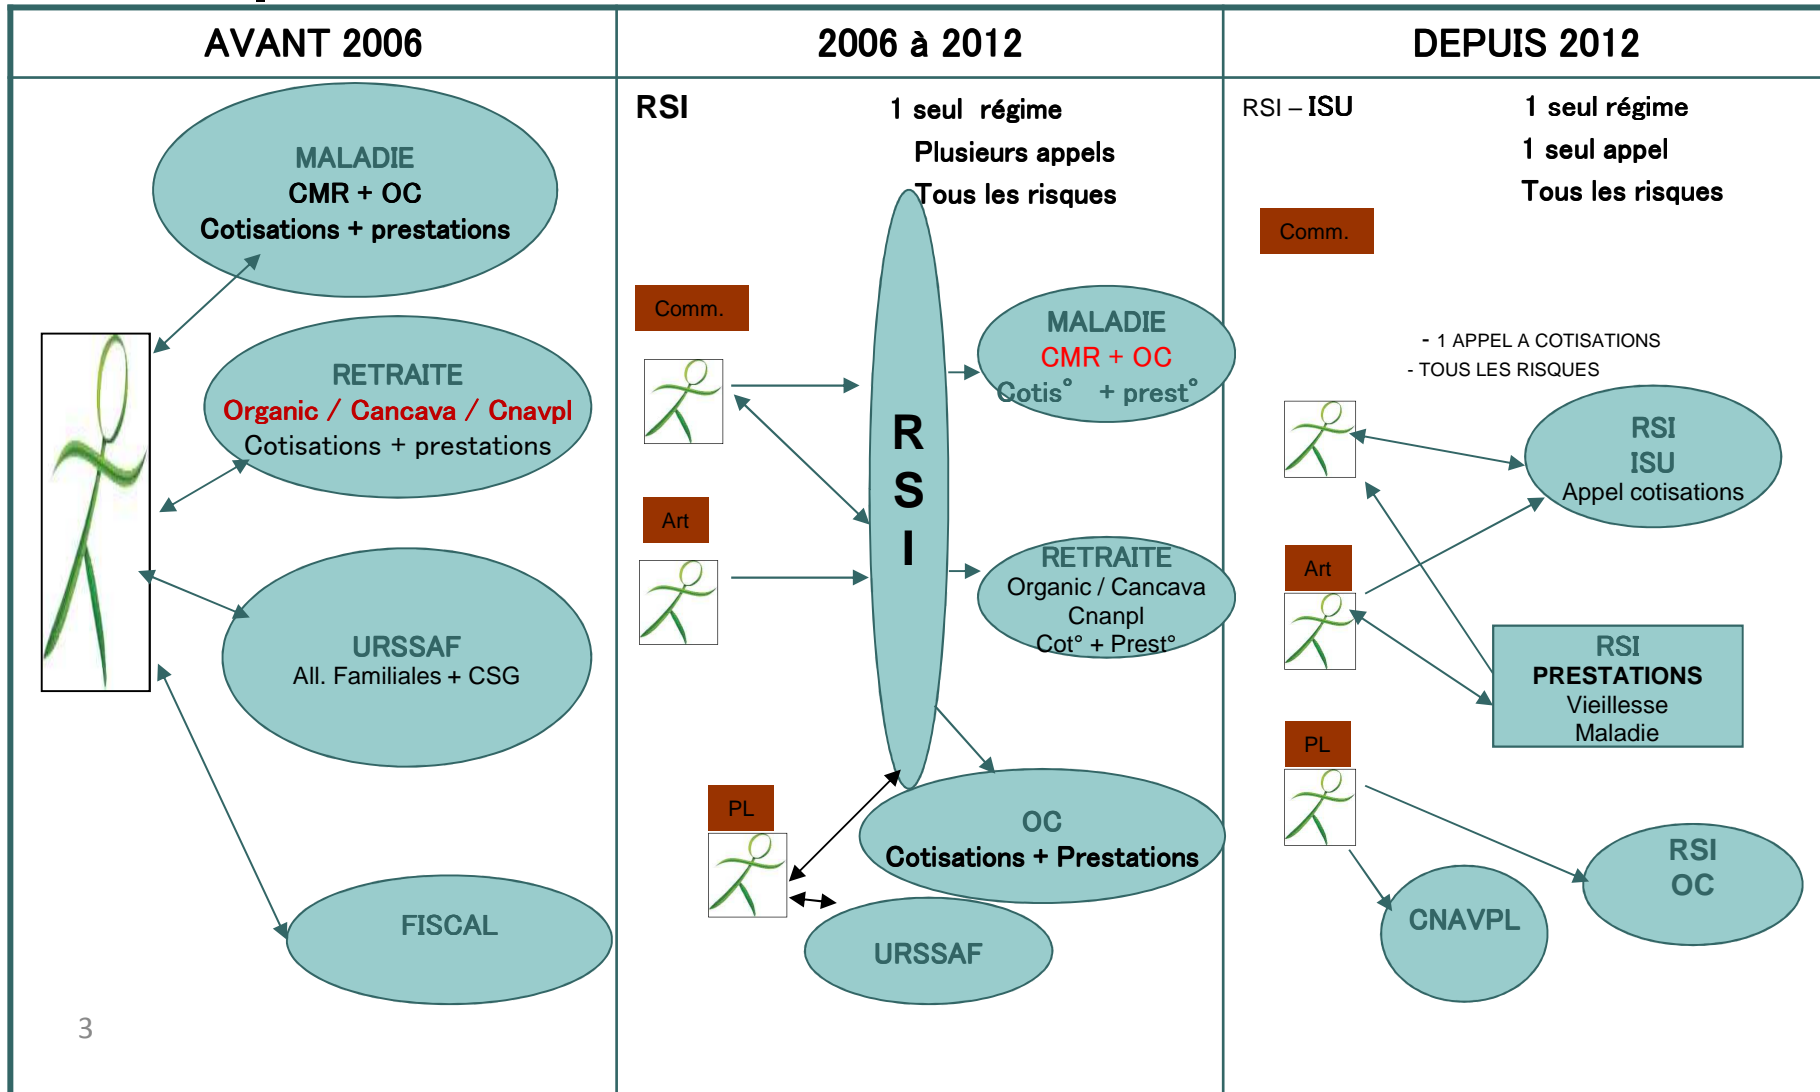 AVANT 2006
MALADIE
CMR + OC
Cotisations + prestations
RETRAITE
Organic / Cancava / Cnavpl
Cotisations + prestations
URSSAF
All. Familiales + CSG
FISCAL
3
2006 à 2012
RSI
1 seul régime
Plusieurs appels
Tous les risques
Comm.
Art
PL
R
S
I
MALADIE
CMR + OC
Cotis° + prest°
RETRAITE
Organic / Cancava
Cnanpl
Cot° + Prest°
OC
Cotisations + Prestations
URSSAF
DEPUIS 2012
RSI – ISU
1 seul régime
1 seul appel
Tous les risques
Comm.
- 1 APPEL A COTISATIONS
- TOUS LES RISQUES
RSI
ISU
Appel cotisations
Art
RSI
PRESTATIONS
Vieillesse
Maladie
PL
RSI
OC
CNAVPL